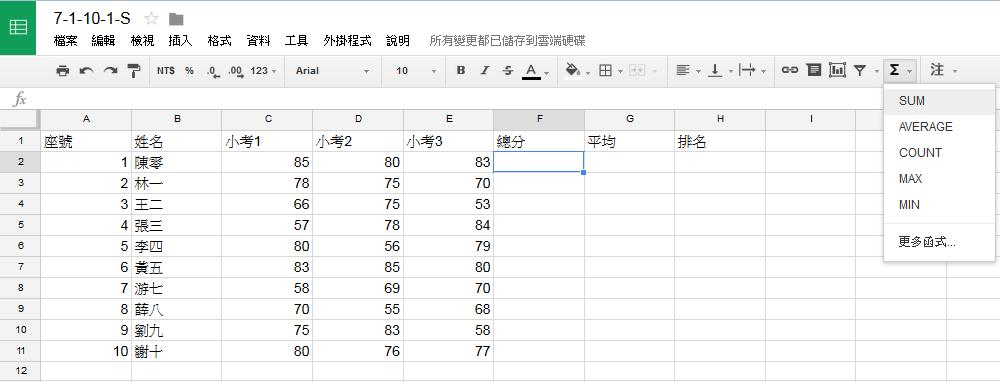 7-1-10-1-S
檔案 編輯 檢視 插入 格式 資料 工具 外掛程式 說明 所有變更都已儲存到雲端硬碟
NT$ % .0 .00 123 Arial 10 B I S A Σ 注
fx
SUM
AVERAGE
COUNT
MAX
MIN
更多函式...
A B C D E F G H I
1 座號 姓名 小考1 小考2 小考3 總分 平均 排名
2 1 陳零 85 80 83
3 2 林一 78 75 70
4 3 王二 66 75 53
5 4 張三 57 78 84
6 5 李四 80 56 79
7 6 黃五 83 85 80
8 7 游七 58 69 70
9 8 薛八 70 55 68
10 9 劉九 75 83 58
11 10 謝十 80 76 77
12